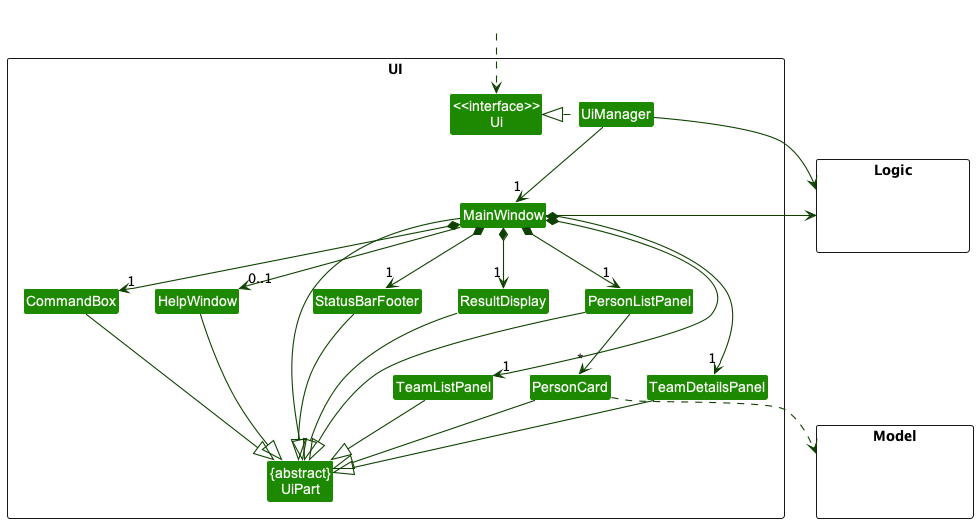 UI
<<interface>>
Ui
UiManager
Logic
1
MainWindow
1
0..1
1
1
1
CommandBox
HelpWindow
StatusBarFooter
ResultDisplay
PersonListPanel
1
*
1
TeamListPanel
PersonCard
TeamDetailsPanel
Model
{abstract}
UiPart